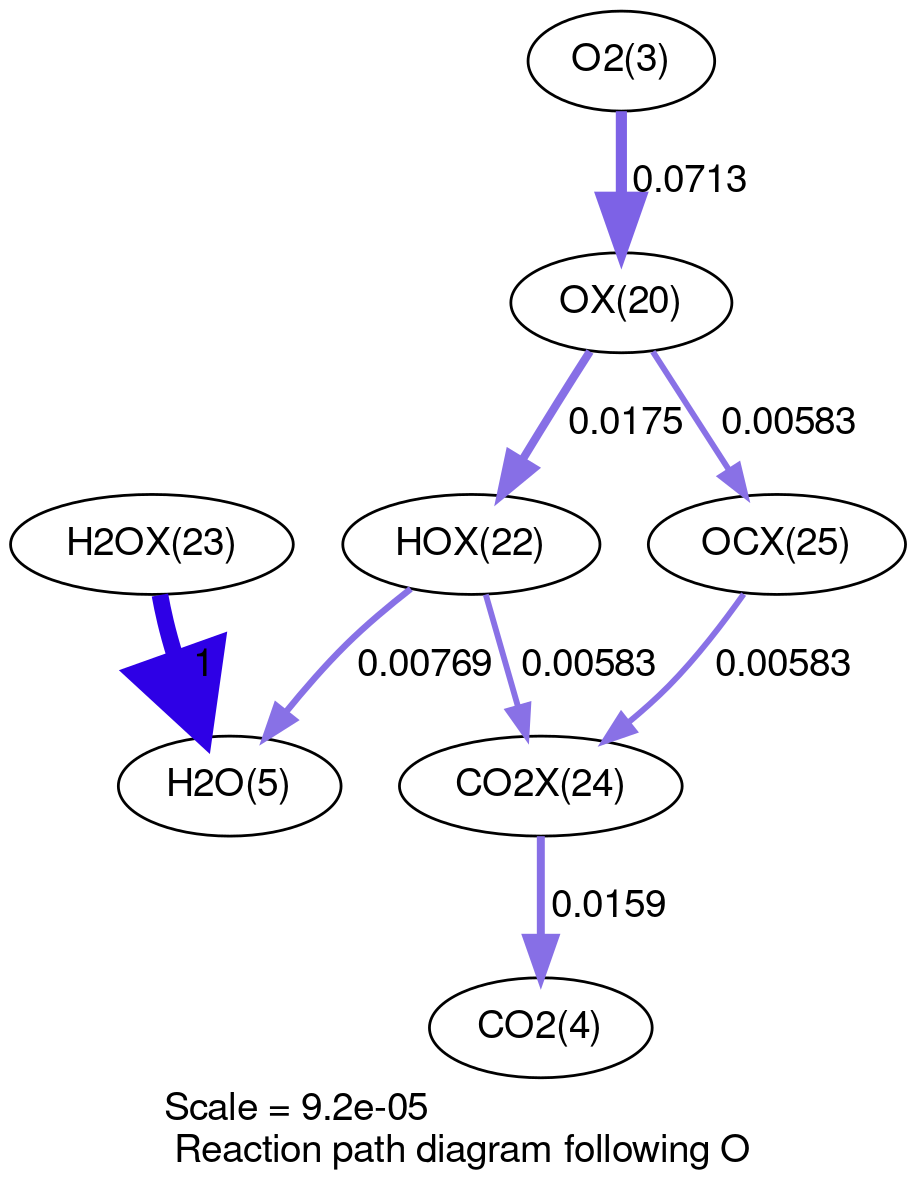 O2(3)
0.0713
OX(20)
0.0175
0.00583
H2OX(23)
HOX(22)
OCX(25)
1
0.00769
0.00583
0.00583
H2O(5)
CO2X(24)
0.0159
CO2(4)
Scale = 9.2e-05
Reaction path diagram following O